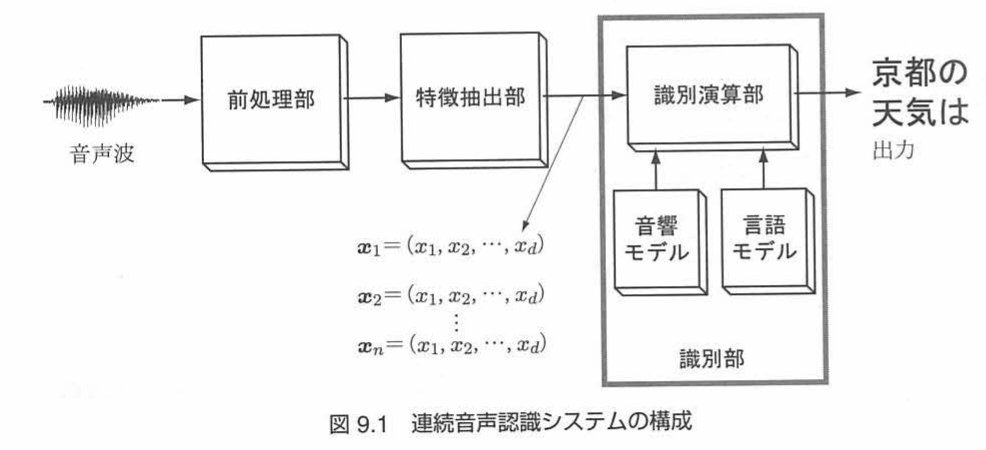 音声波
前処理部
特徴抽出部
識別演算部
京都の
天気は
出力
音響
モデル
言語
モデル
x₁=(x₁, x₂, ⋯, x_d)
x₂=(x₁, x₂, ⋯, x_d)
⋮
xₙ=(x₁, x₂, ⋯, x_d)
識別部
図 9.1 連続音声認識システムの構成